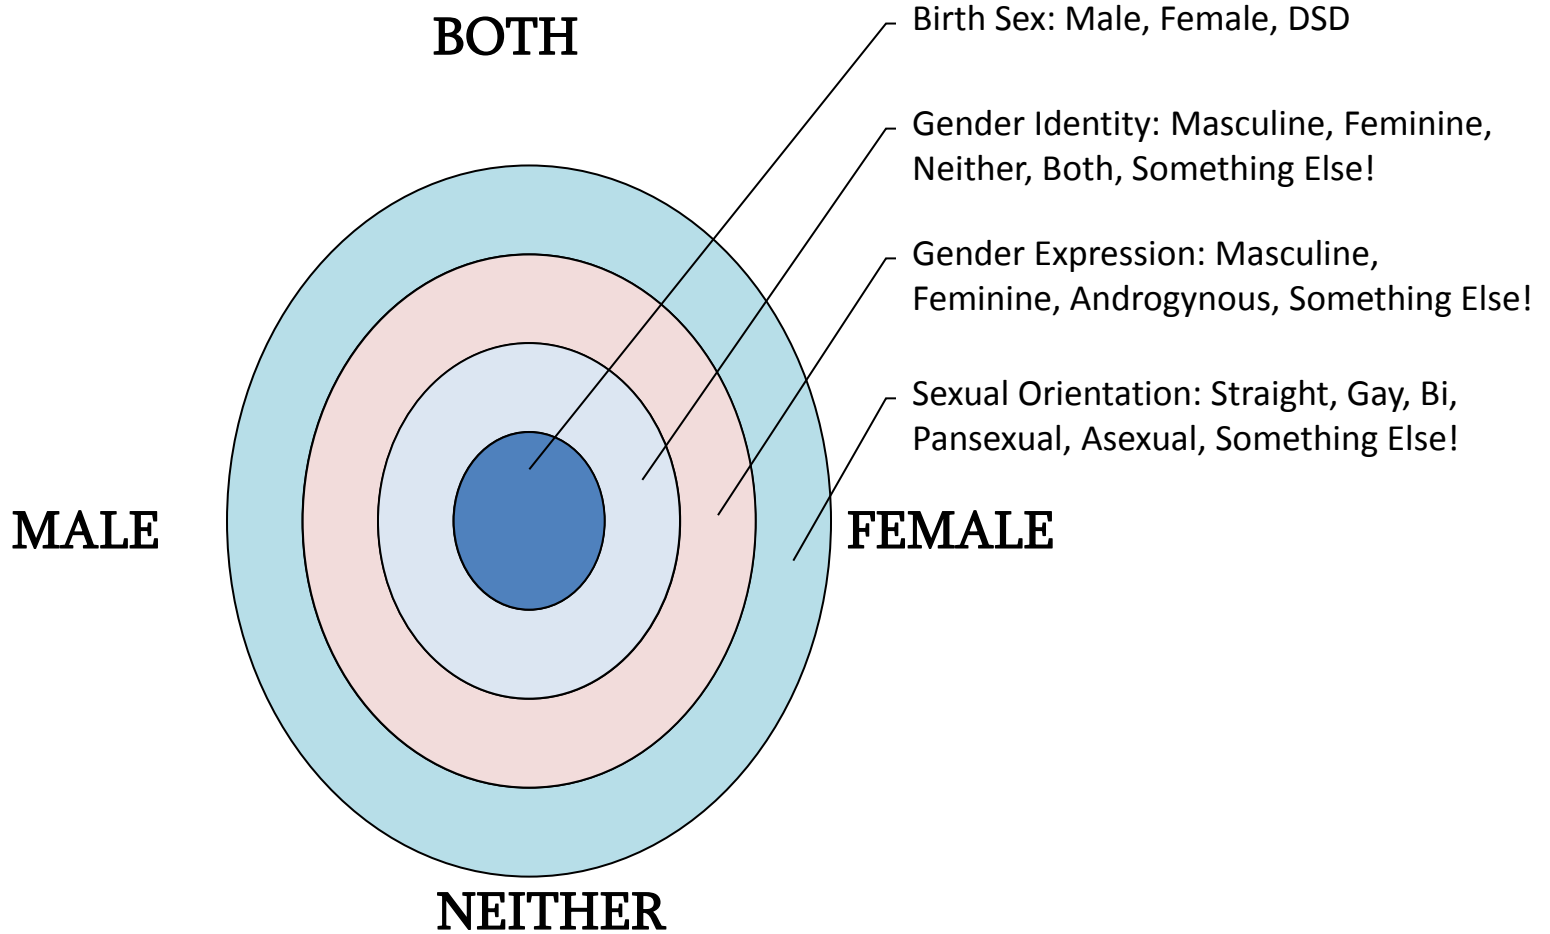 BOTH
Birth Sex: Male, Female, DSD
Gender Identity: Masculine, Feminine,
Neither, Both, Something Else!
Gender Expression: Masculine,
Feminine, Androgynous, Something Else!
Sexual Orientation: Straight, Gay, Bi,
Pansexual, Asexual, Something Else!
MALE
FEMALE
NEITHER